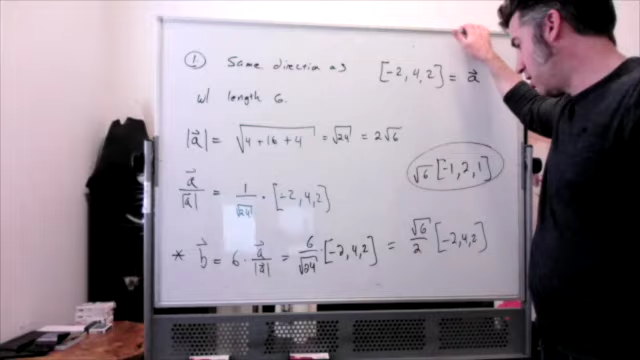 ① Same direction as [-2, 4, 2] = a⃗
w/ length 6.
|a⃗| = √(4 + 16 + 4) = √24 = 2√6
√6 [-1, 2, 1]
a⃗/|a⃗| = 1/√24 · [-2, 4, 2]
* b⃗ = 6 · a⃗/|a⃗| = 6/√24 · [-2, 4, 2] = √6/2 [-2, 4, 2]